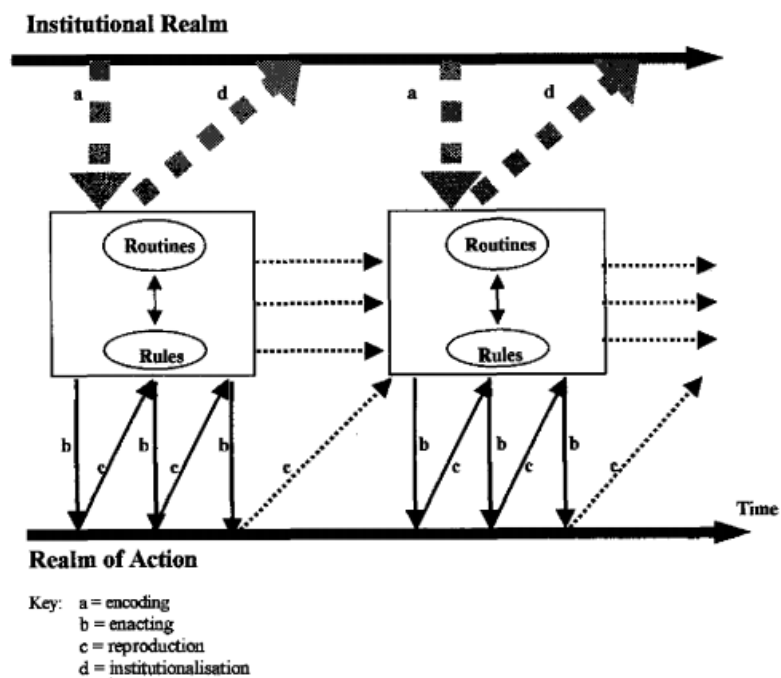 Institutional Realm
a
d
a
d
Routines
Routines
Rules
Rules
b
c
b
c
b
c
b
c
b
c
b
c
Time
Realm of Action
Key: a = encoding
b = enacting
c = reproduction
d = institutionalisation